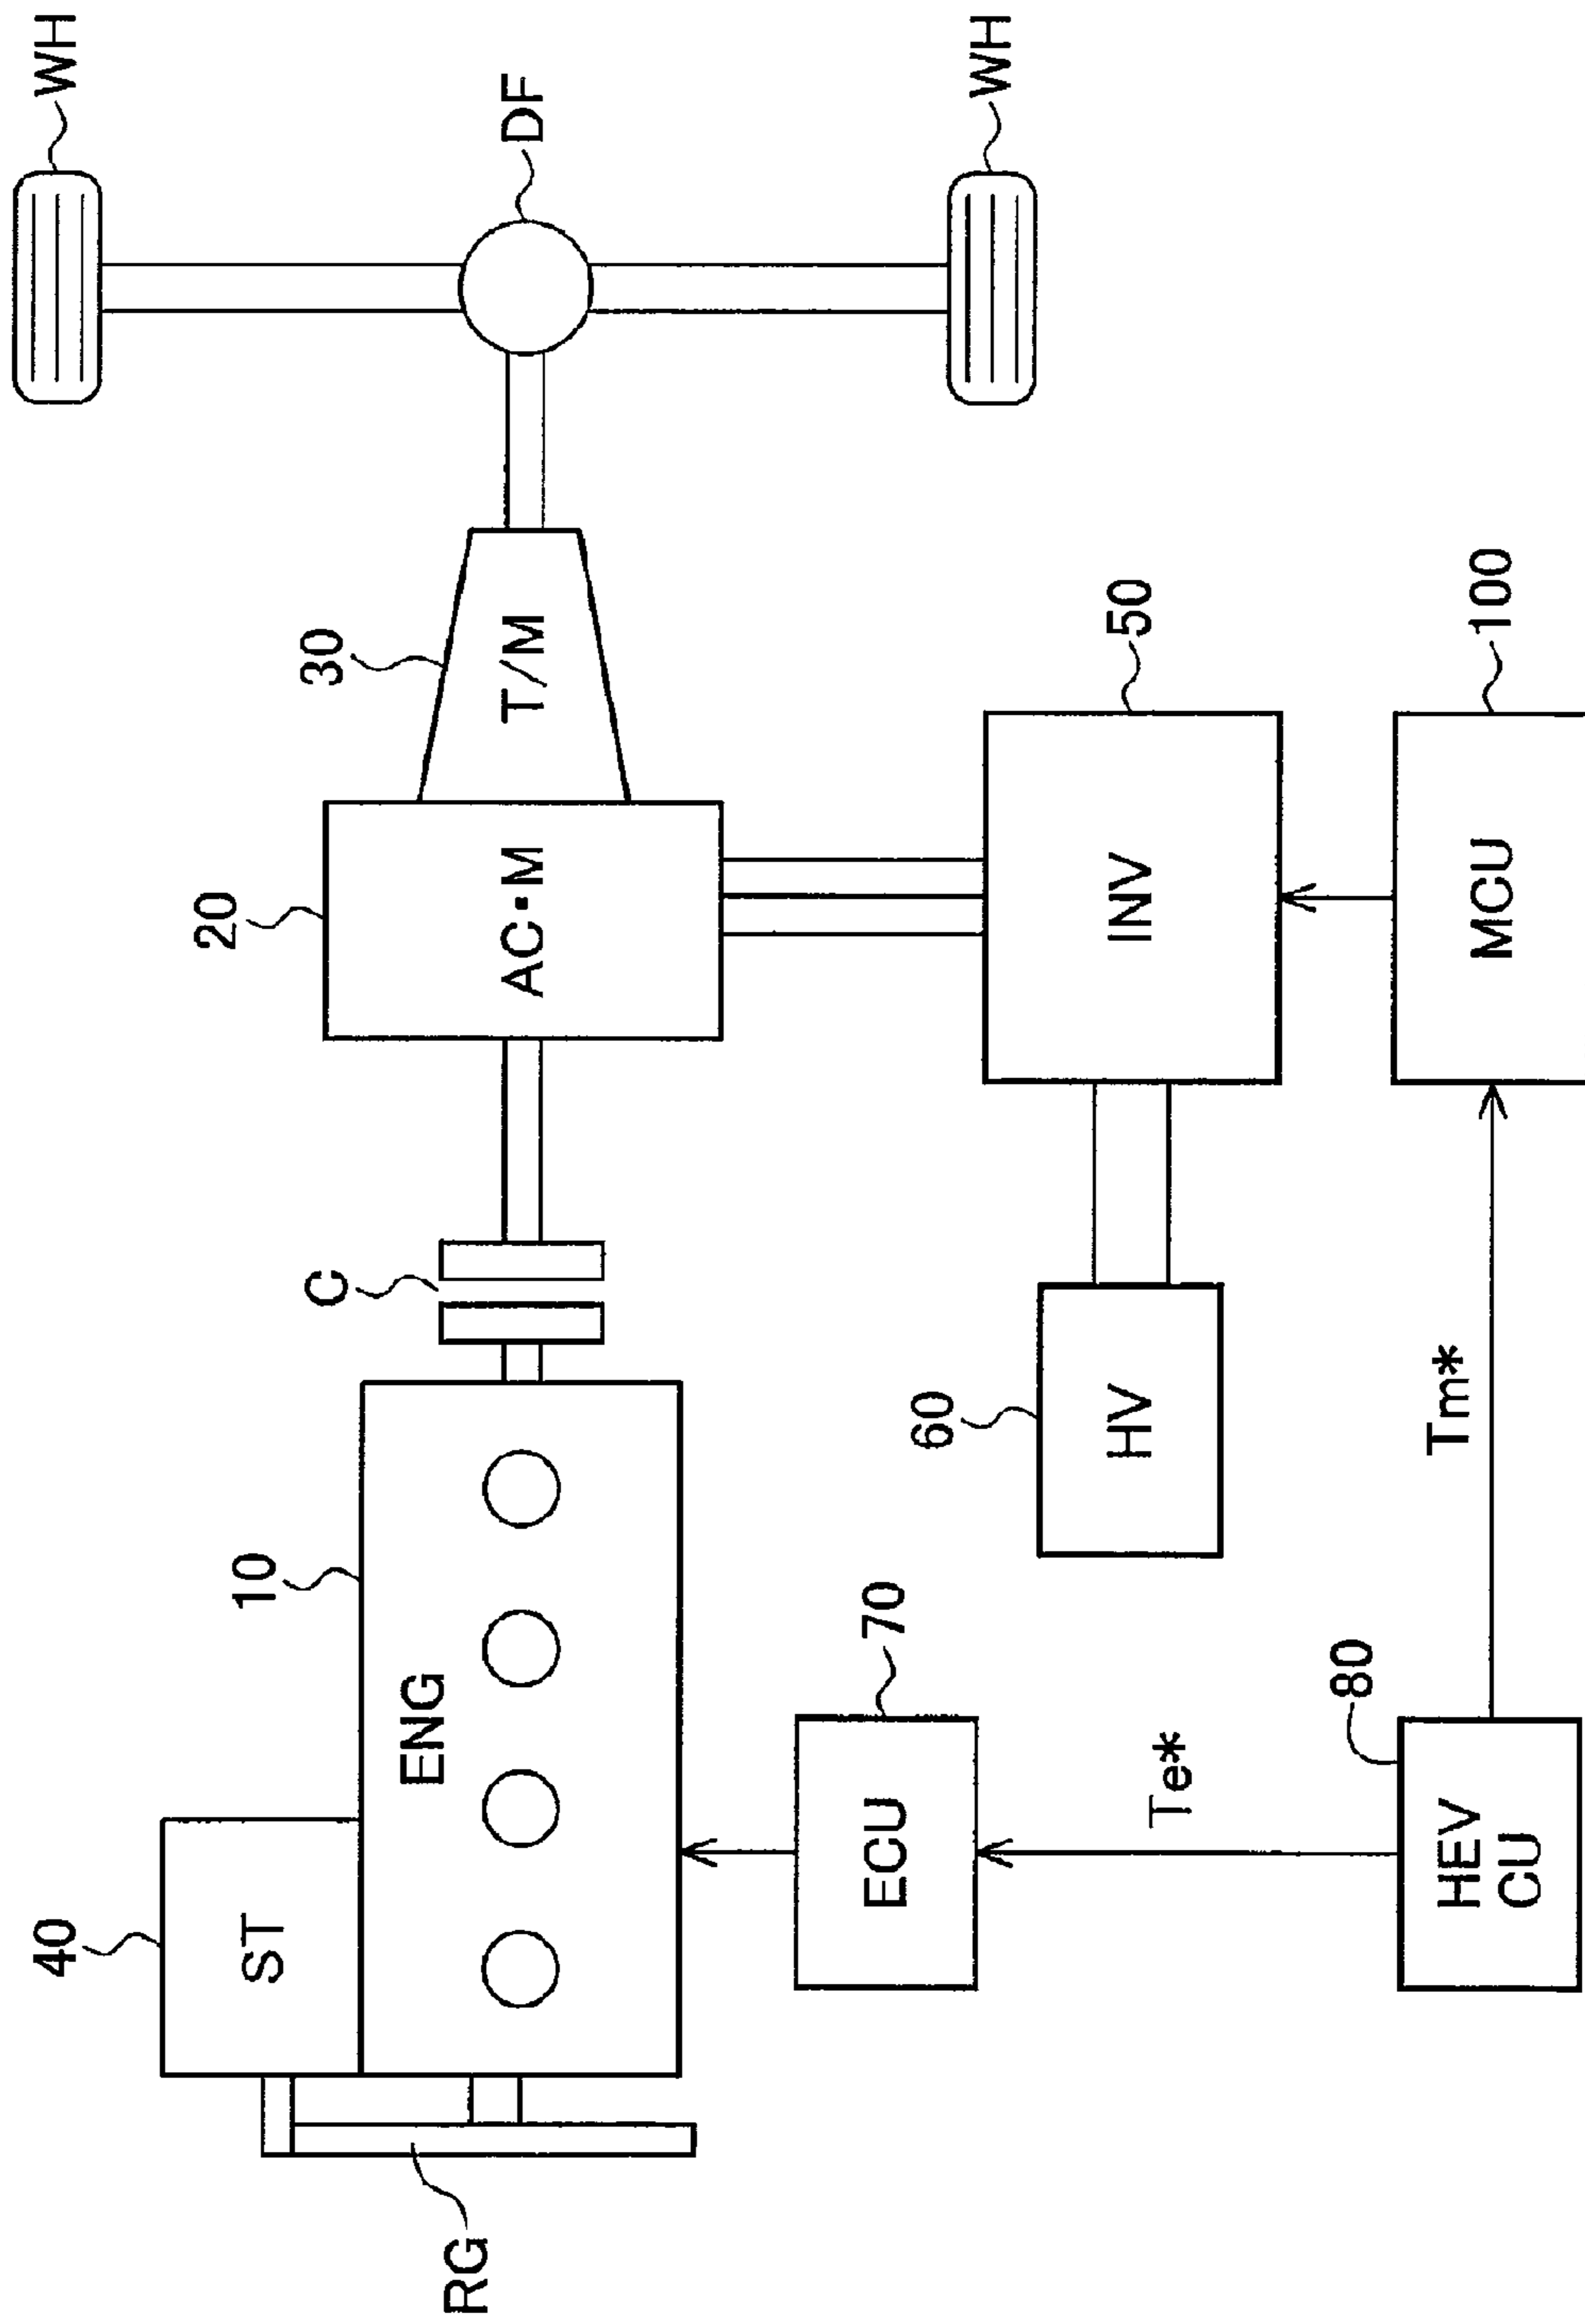 WH
DF
WH
30
T/M
20
AC·M
C
10
ENG
40
ST
RG
50
INV
60
HV
70
ECU
100
MCU
Tm*
Te*
80
HEV
CU